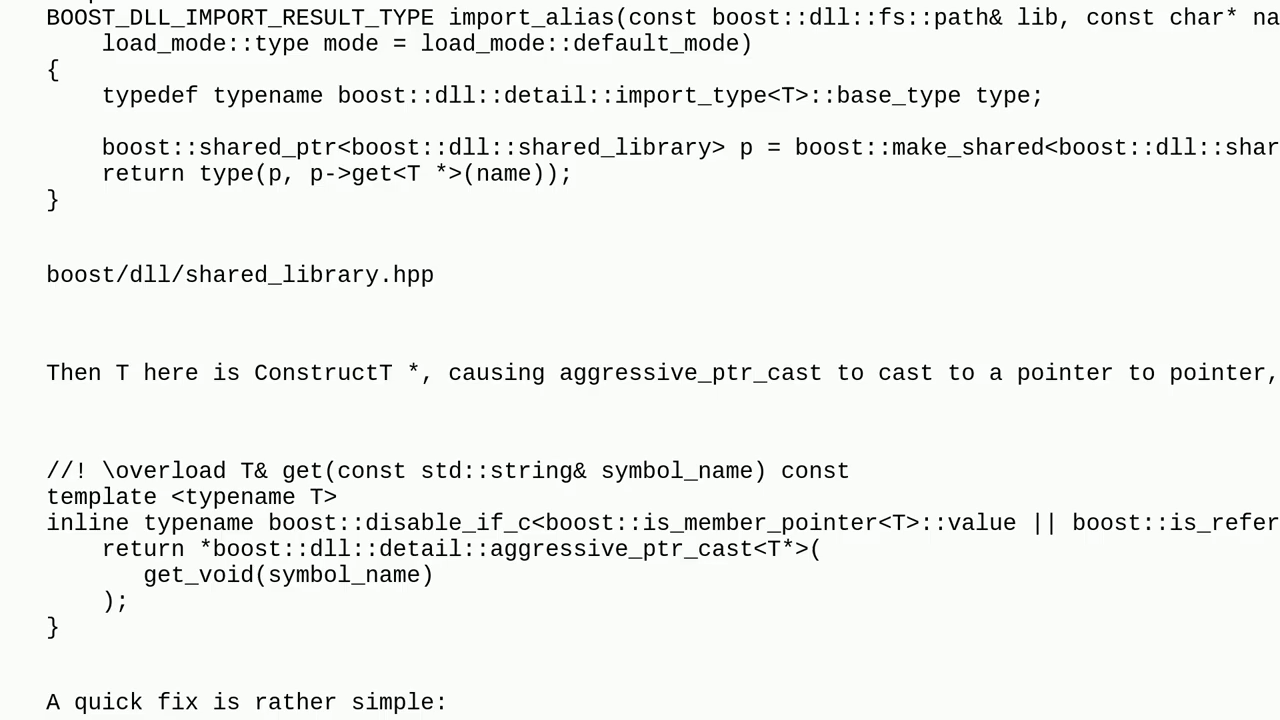 BOOST_DLL_IMPORT_RESULT_TYPE import_alias(const boost::dll::fs::path& lib, const char* na
load_mode::type mode = load_mode::default_mode)
{
typedef typename boost::dll::detail::import_type<T>::base_type type;
boost::shared_ptr<boost::dll::shared_library> p = boost::make_shared<boost::dll::shar
return type(p, p->get<T *>(name));
}
boost/dll/shared_library.hpp
Then T here is ConstructT *, causing aggressive_ptr_cast to cast to a pointer to pointer,
//! \overload T& get(const std::string& symbol_name) const
template <typename T>
inline typename boost::disable_if_c<boost::is_member_pointer<T>::value || boost::is_refer
return *boost::dll::detail::aggressive_ptr_cast<T*>(
get_void(symbol_name)
);
}
A quick fix is rather simple: